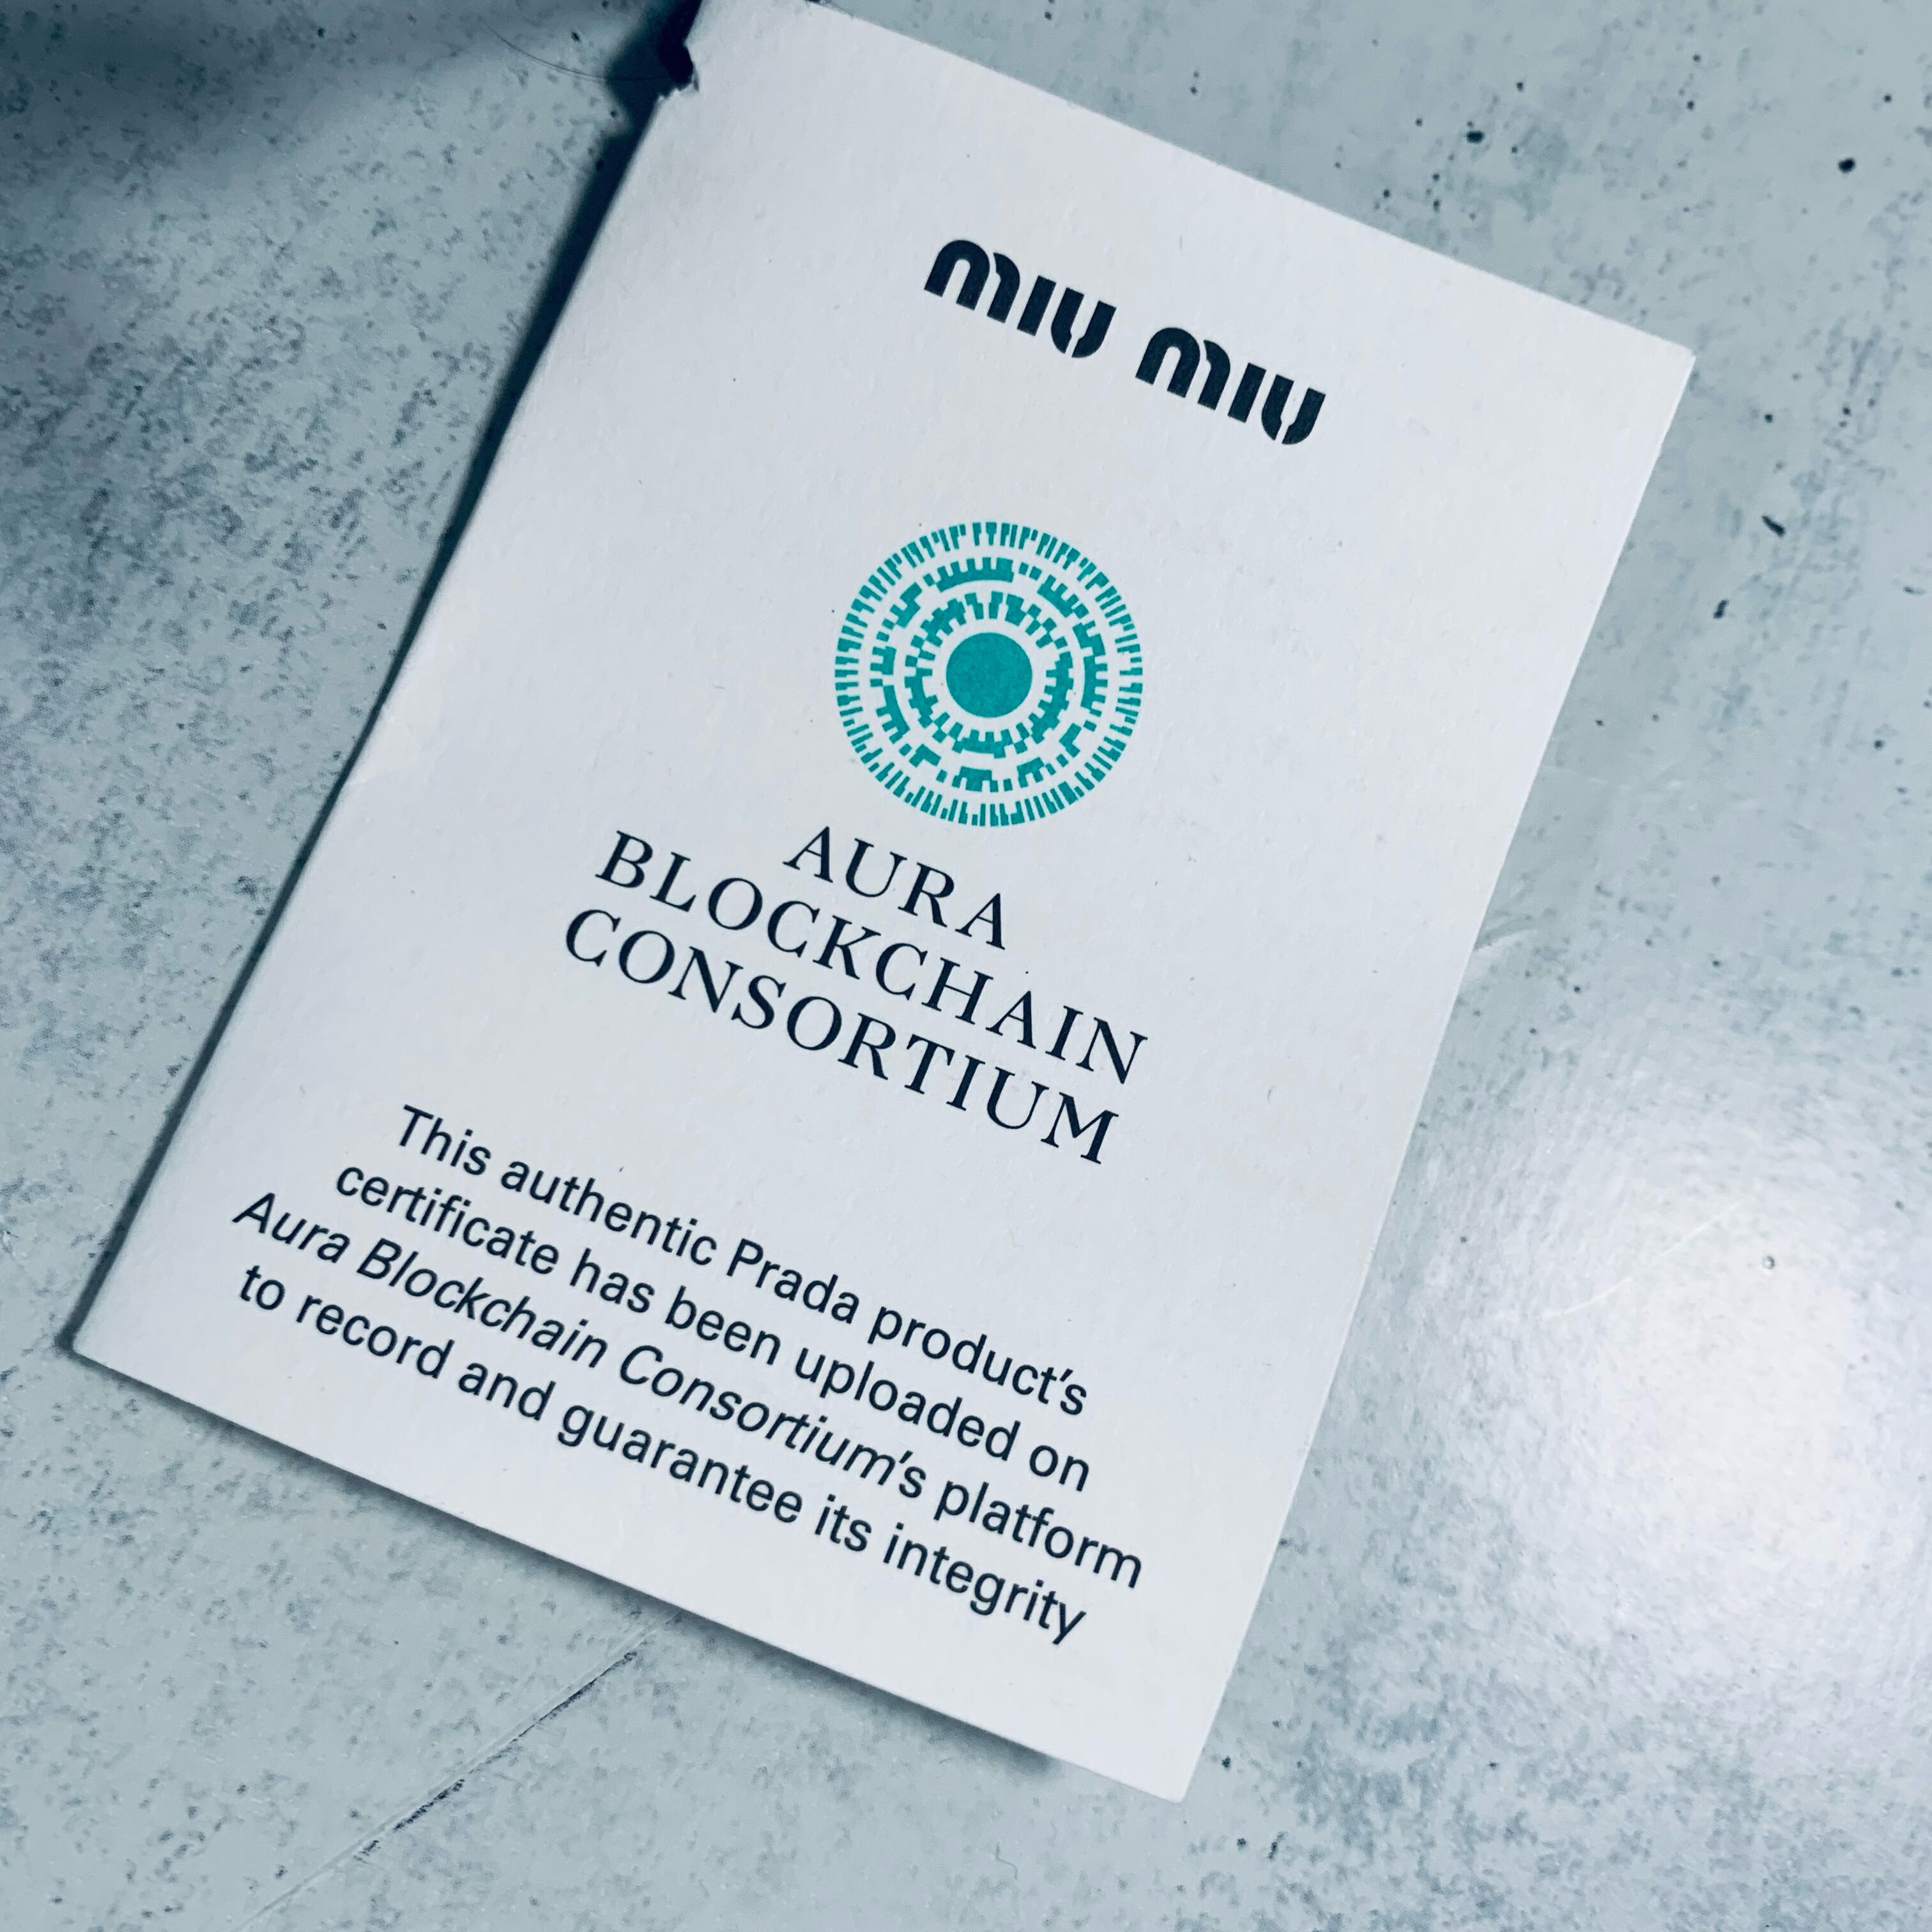 miu miu
AURA
BLOCKCHAIN
CONSORTIUM
This authentic Prada product's
certificate has been uploaded on
Aura Blockchain Consortium's platform
to record and guarantee its integrity